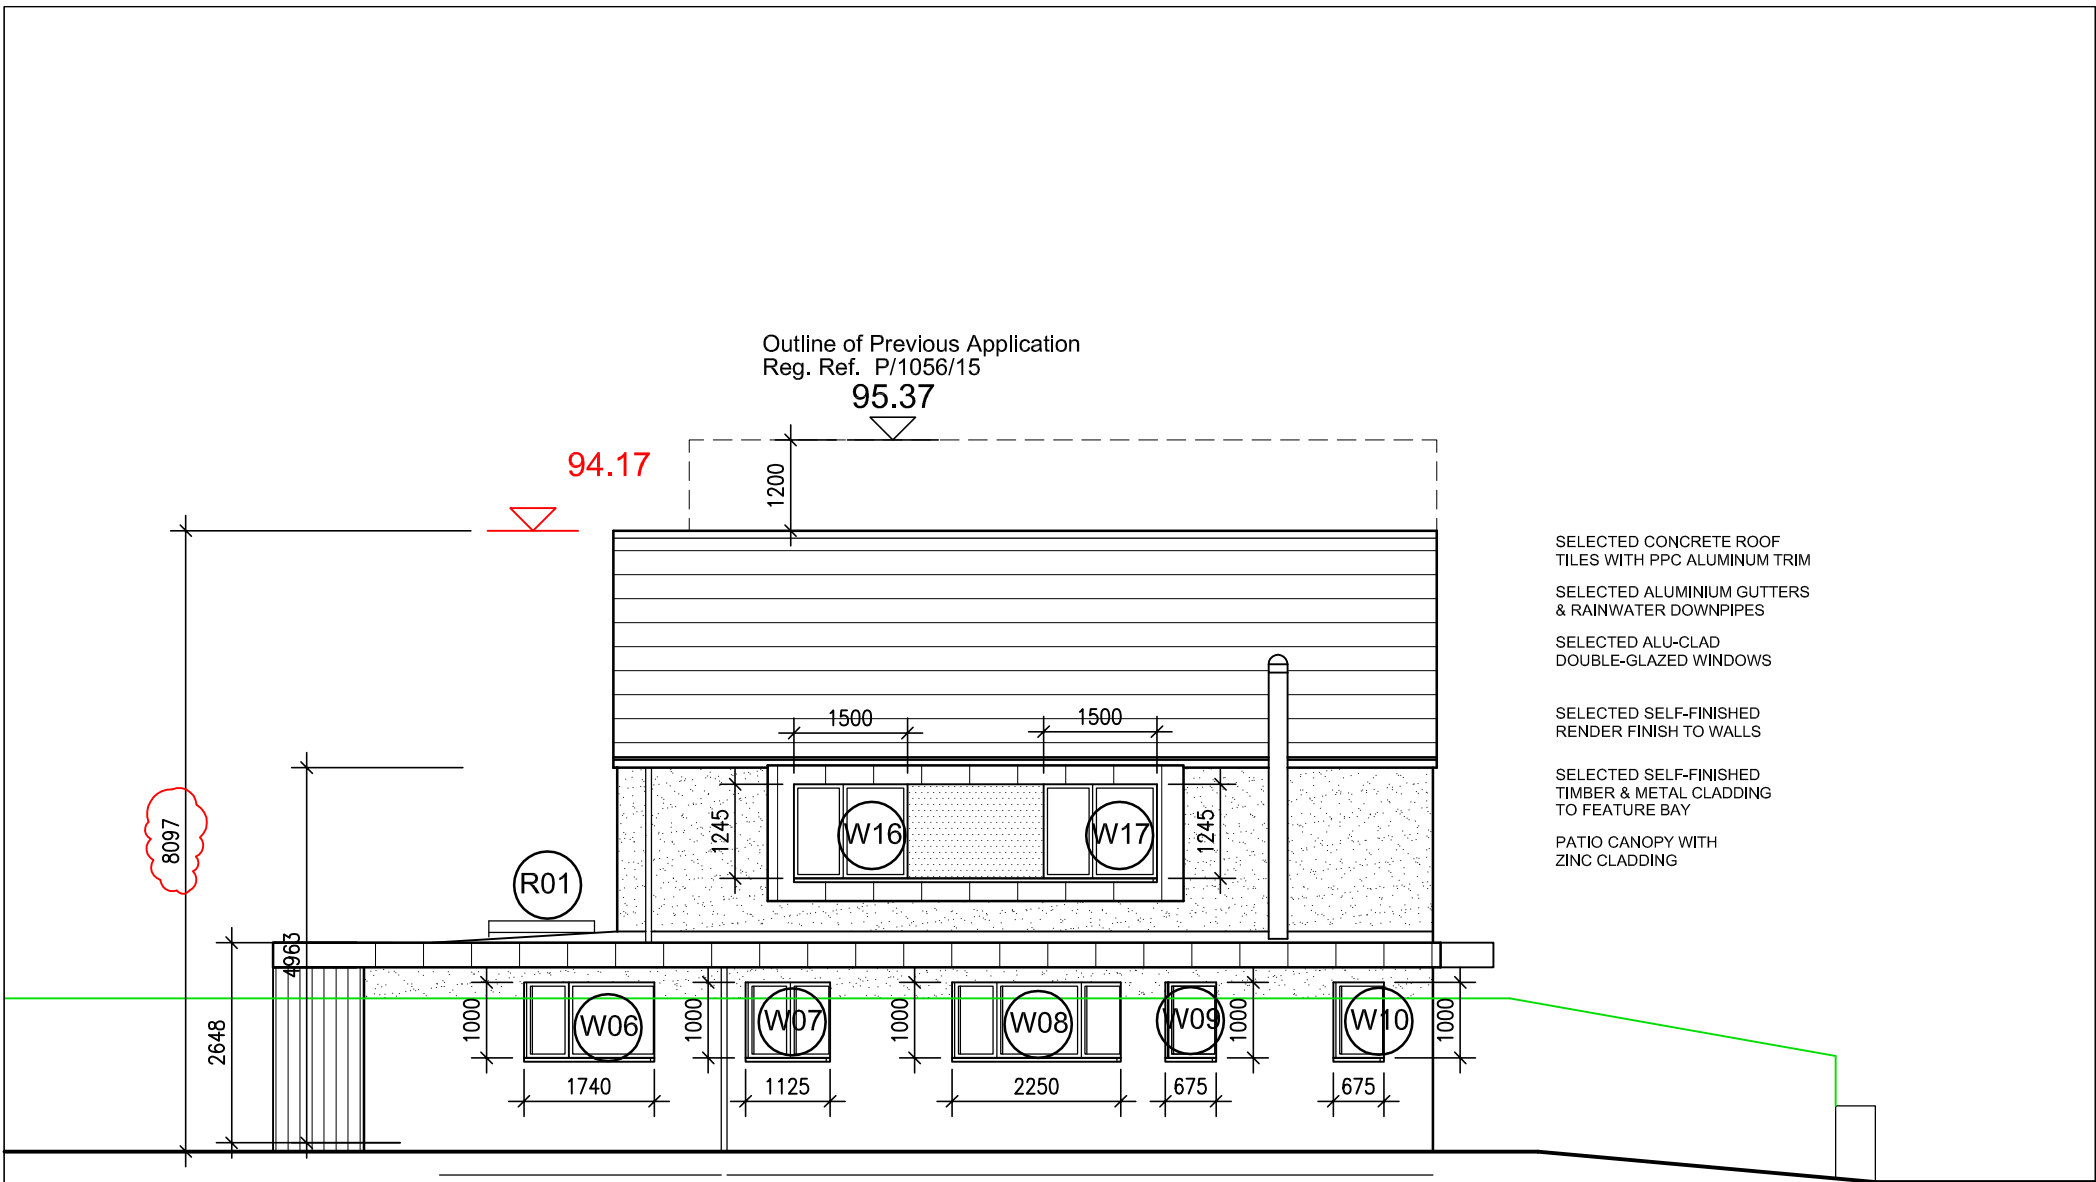 Outline of Previous Application
Reg. Ref. P/1056/15
95.37
94.17
1200
SELECTED CONCRETE ROOF
TILES WITH PPC ALUMINUM TRIM
SELECTED ALUMINIUM GUTTERS
& RAINWATER DOWNPIPES
SELECTED ALU-CLAD
DOUBLE-GLAZED WINDOWS
SELECTED SELF-FINISHED
RENDER FINISH TO WALLS
SELECTED SELF-FINISHED
TIMBER & METAL CLADDING
TO FEATURE BAY
PATIO CANOPY WITH
ZINC CLADDING
1500
1500
8097
1245
W16
W17
1245
R01
4963
2648
1000
W06
1000
W07
1000
W08
W09
1000
W10
1000
1740
1125
2250
675
675